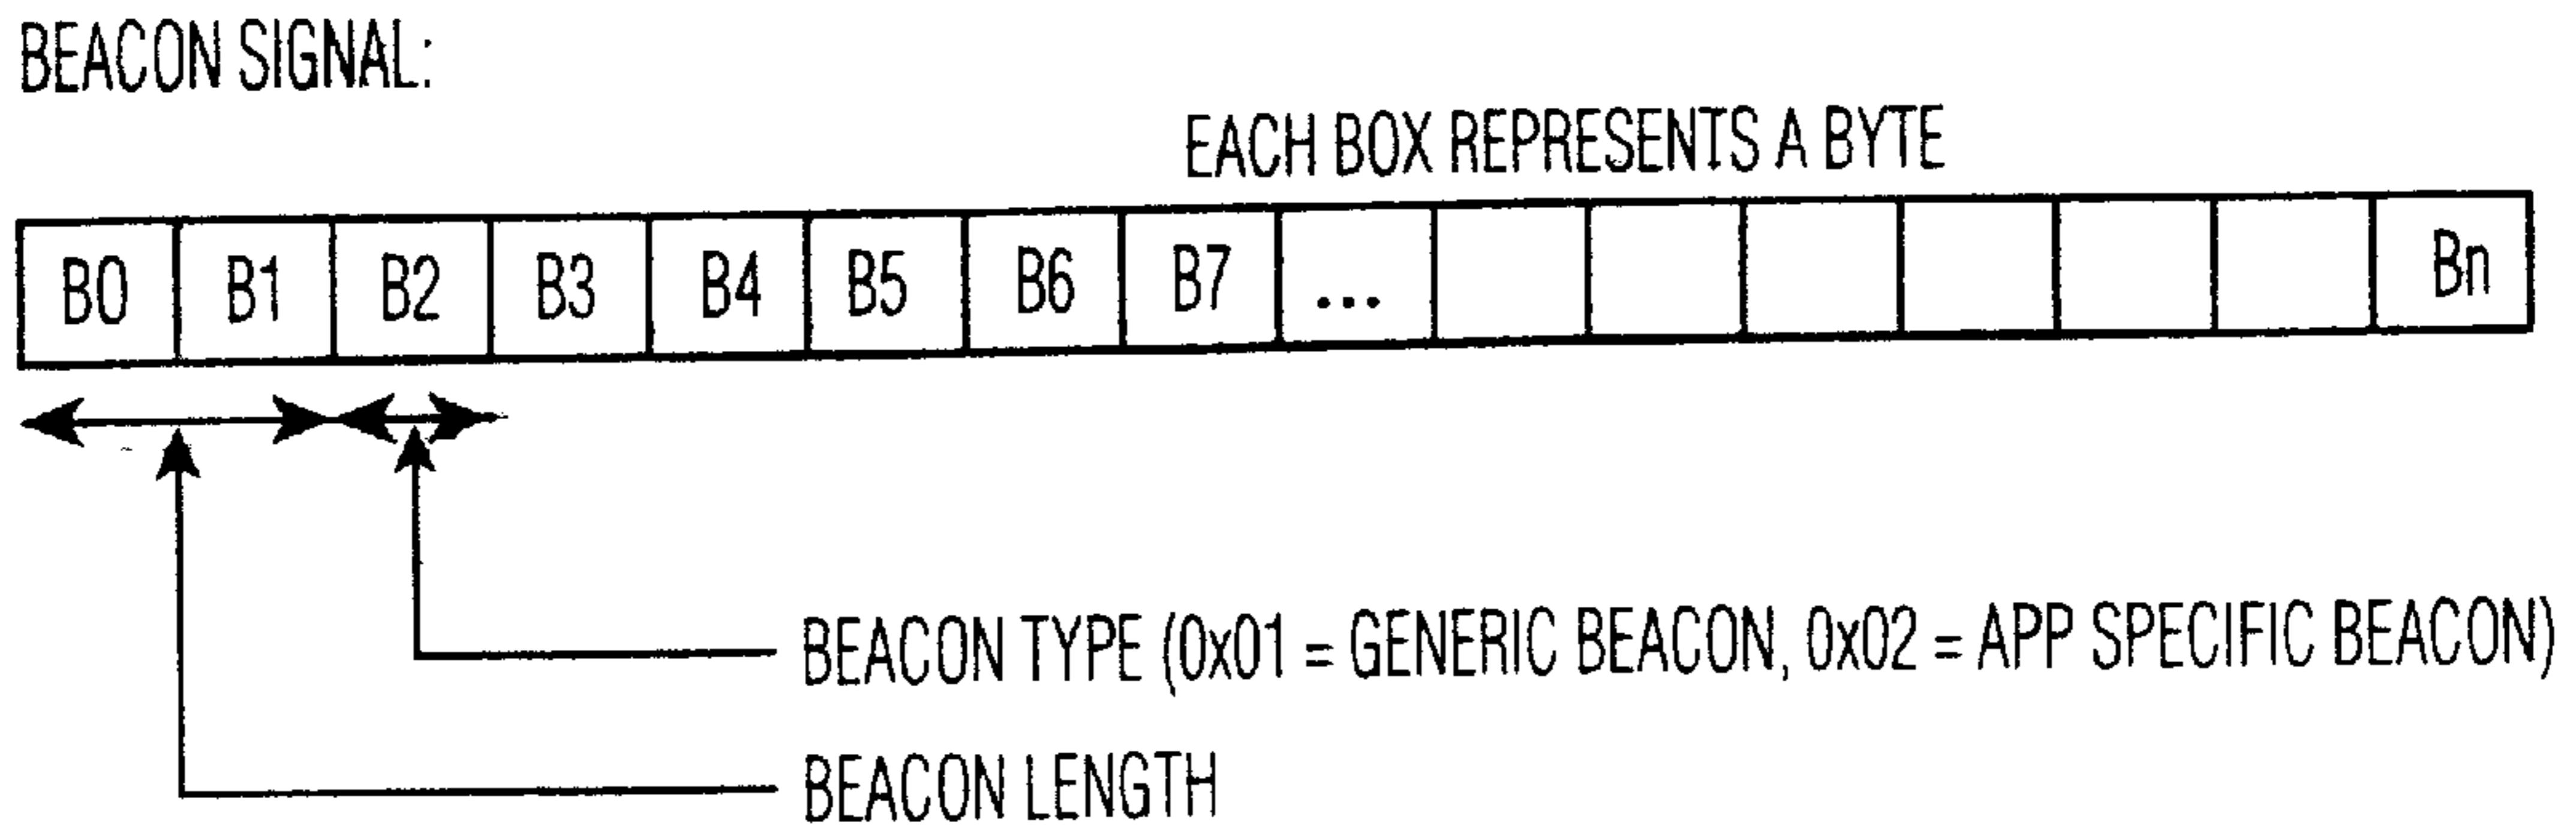 BEACON SIGNAL:
EACH BOX REPRESENTS A BYTE
B0 B1 B2 B3 B4 B5 B6 B7 ... Bn
BEACON TYPE (0x01 = GENERIC BEACON, 0x02 = APP SPECIFIC BEACON)
BEACON LENGTH